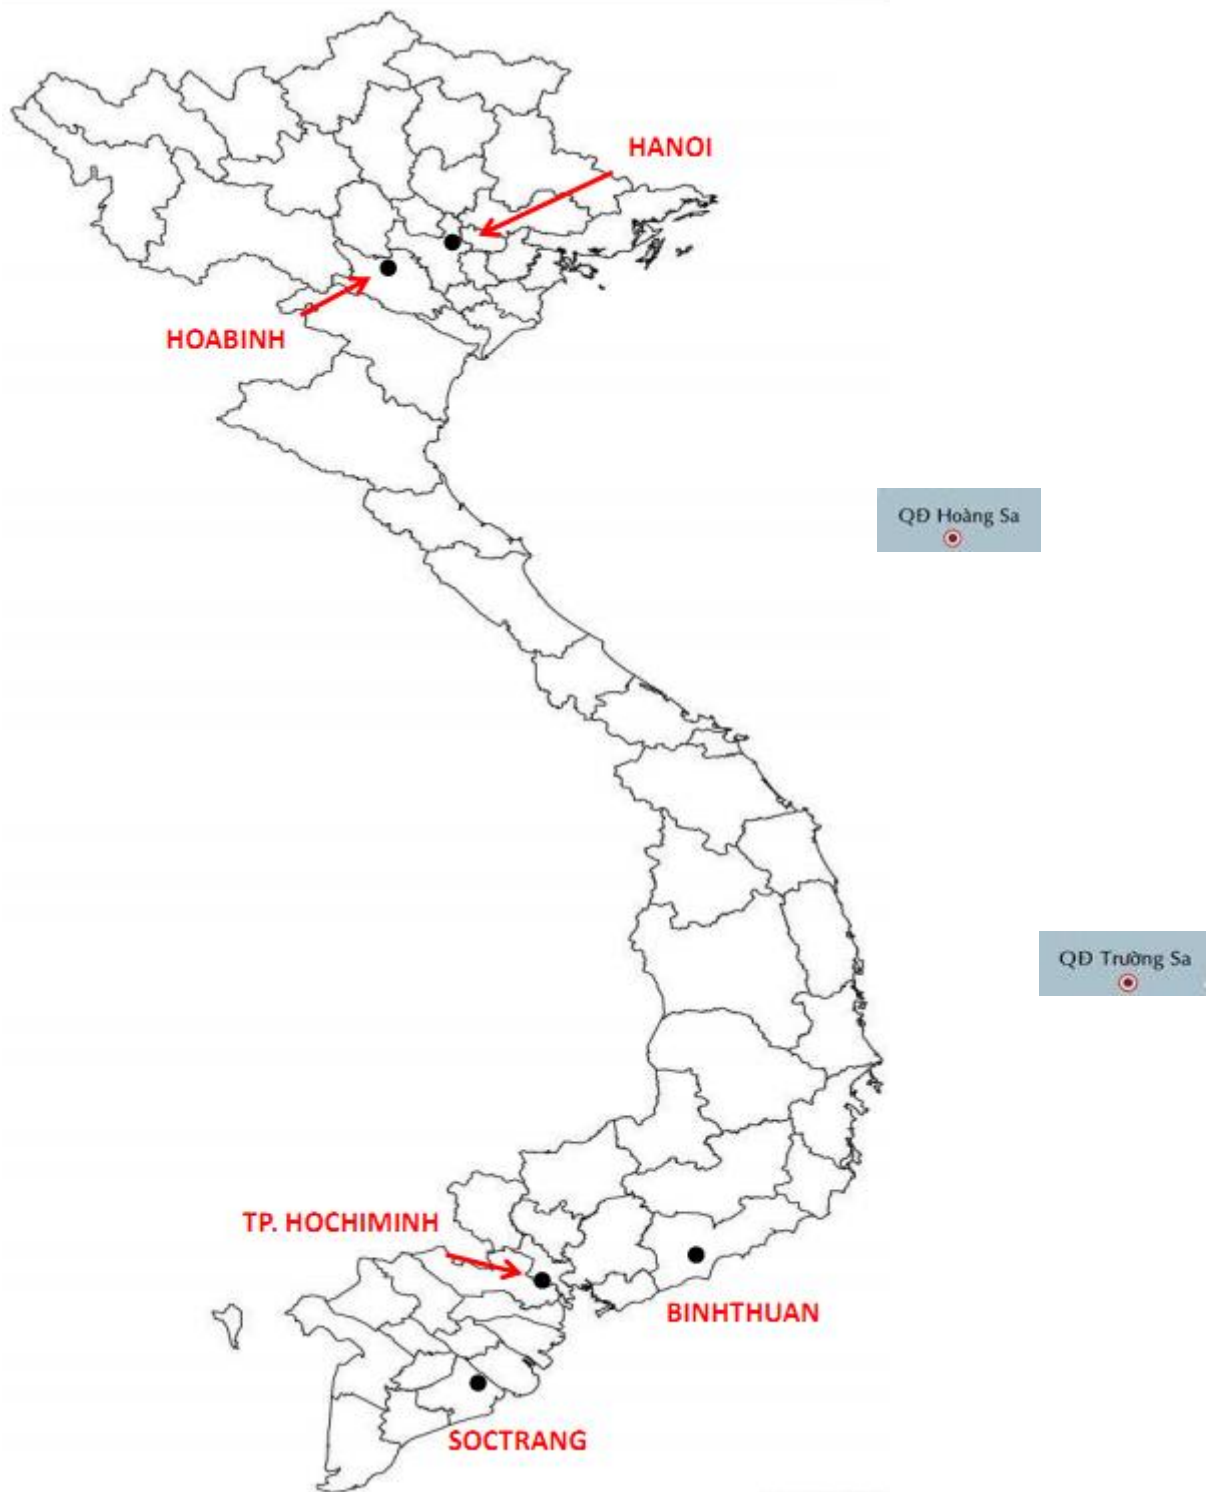 HANOI
HOABINH
QĐ Hoàng Sa
QĐ Trường Sa
TP. HOCHIMINH
BINHTHUAN
SOCTRANG